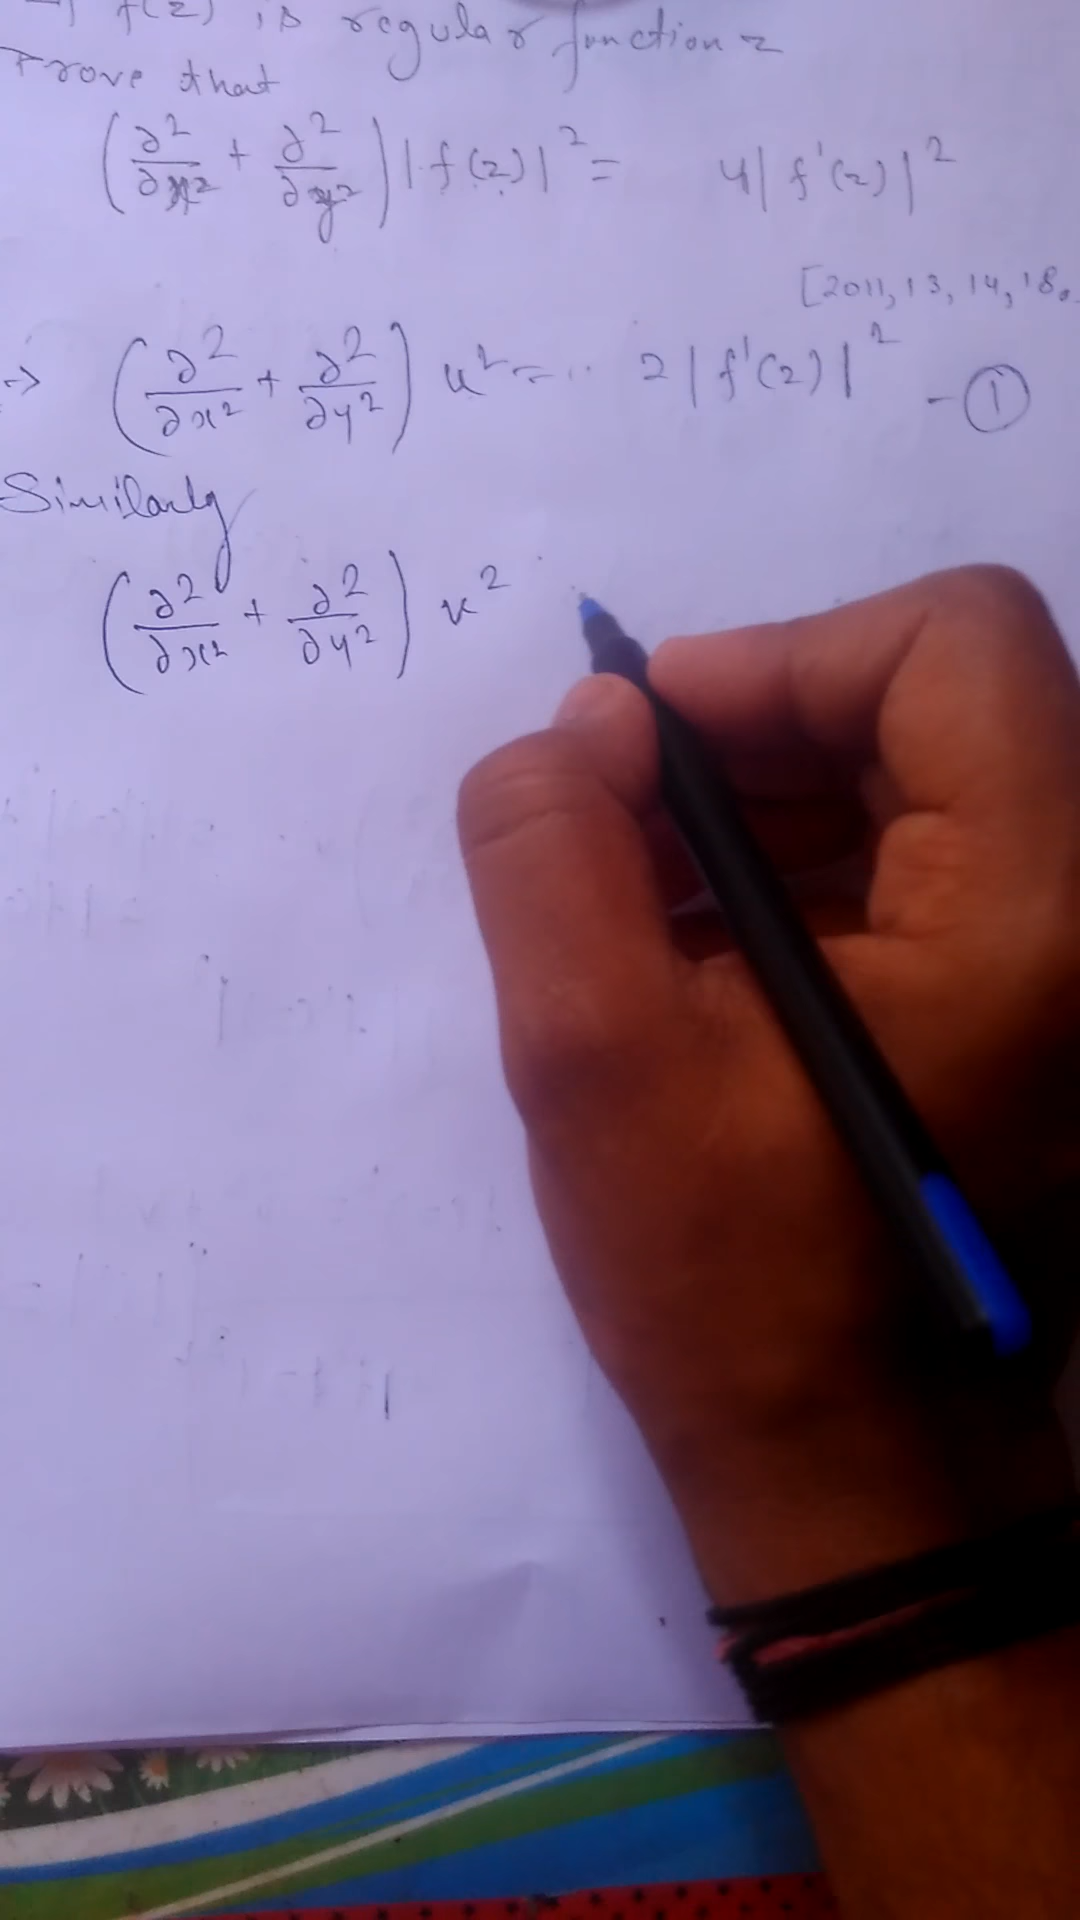 f(z) is regular function z
Prove that
(∂²/∂x² + ∂²/∂y²) |f(z)|² = 4|f'(z)|²
[2011, 13, 14, 18.
→ (∂²/∂x² + ∂²/∂y²) u² = .. 2|f'(z)|² - ①
Similarly
(∂²/∂x² + ∂²/∂y²) v²